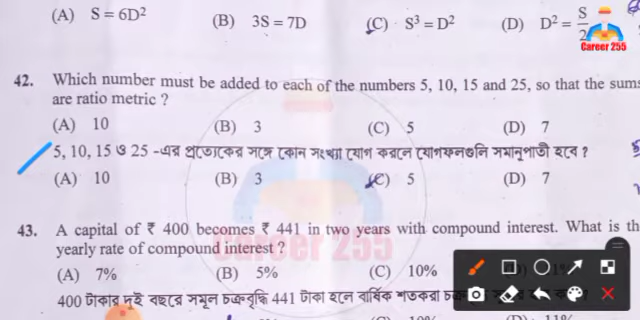 (A) S = 6D²
(B) 3S = 7D
(C) S³ = D²
(D) D² = S/2
Career 255
42. Which number must be added to each of the numbers 5, 10, 15 and 25, so that the sums
are ratio metric ?
(A) 10
(B) 3
(C) 5
(D) 7
5, 10, 15 ও 25 -এর প্রত্যেকের সঙ্গে কোন সংখ্যা যোগ করলে যোগফলগুলি সমানুপাতী হবে ?
(A) 10
(B) 3
(C) 5
(D) 7
Career 255
43. A capital of ₹ 400 becomes ₹ 441 in two years with compound interest. What is th
yearly rate of compound interest ?
(A) 7%
(B) 5%
(C) 10%
400 টাকার দুই বছরে সমূল চক্রবৃদ্ধি 441 টাকা হলে বার্ষিক শতকরা